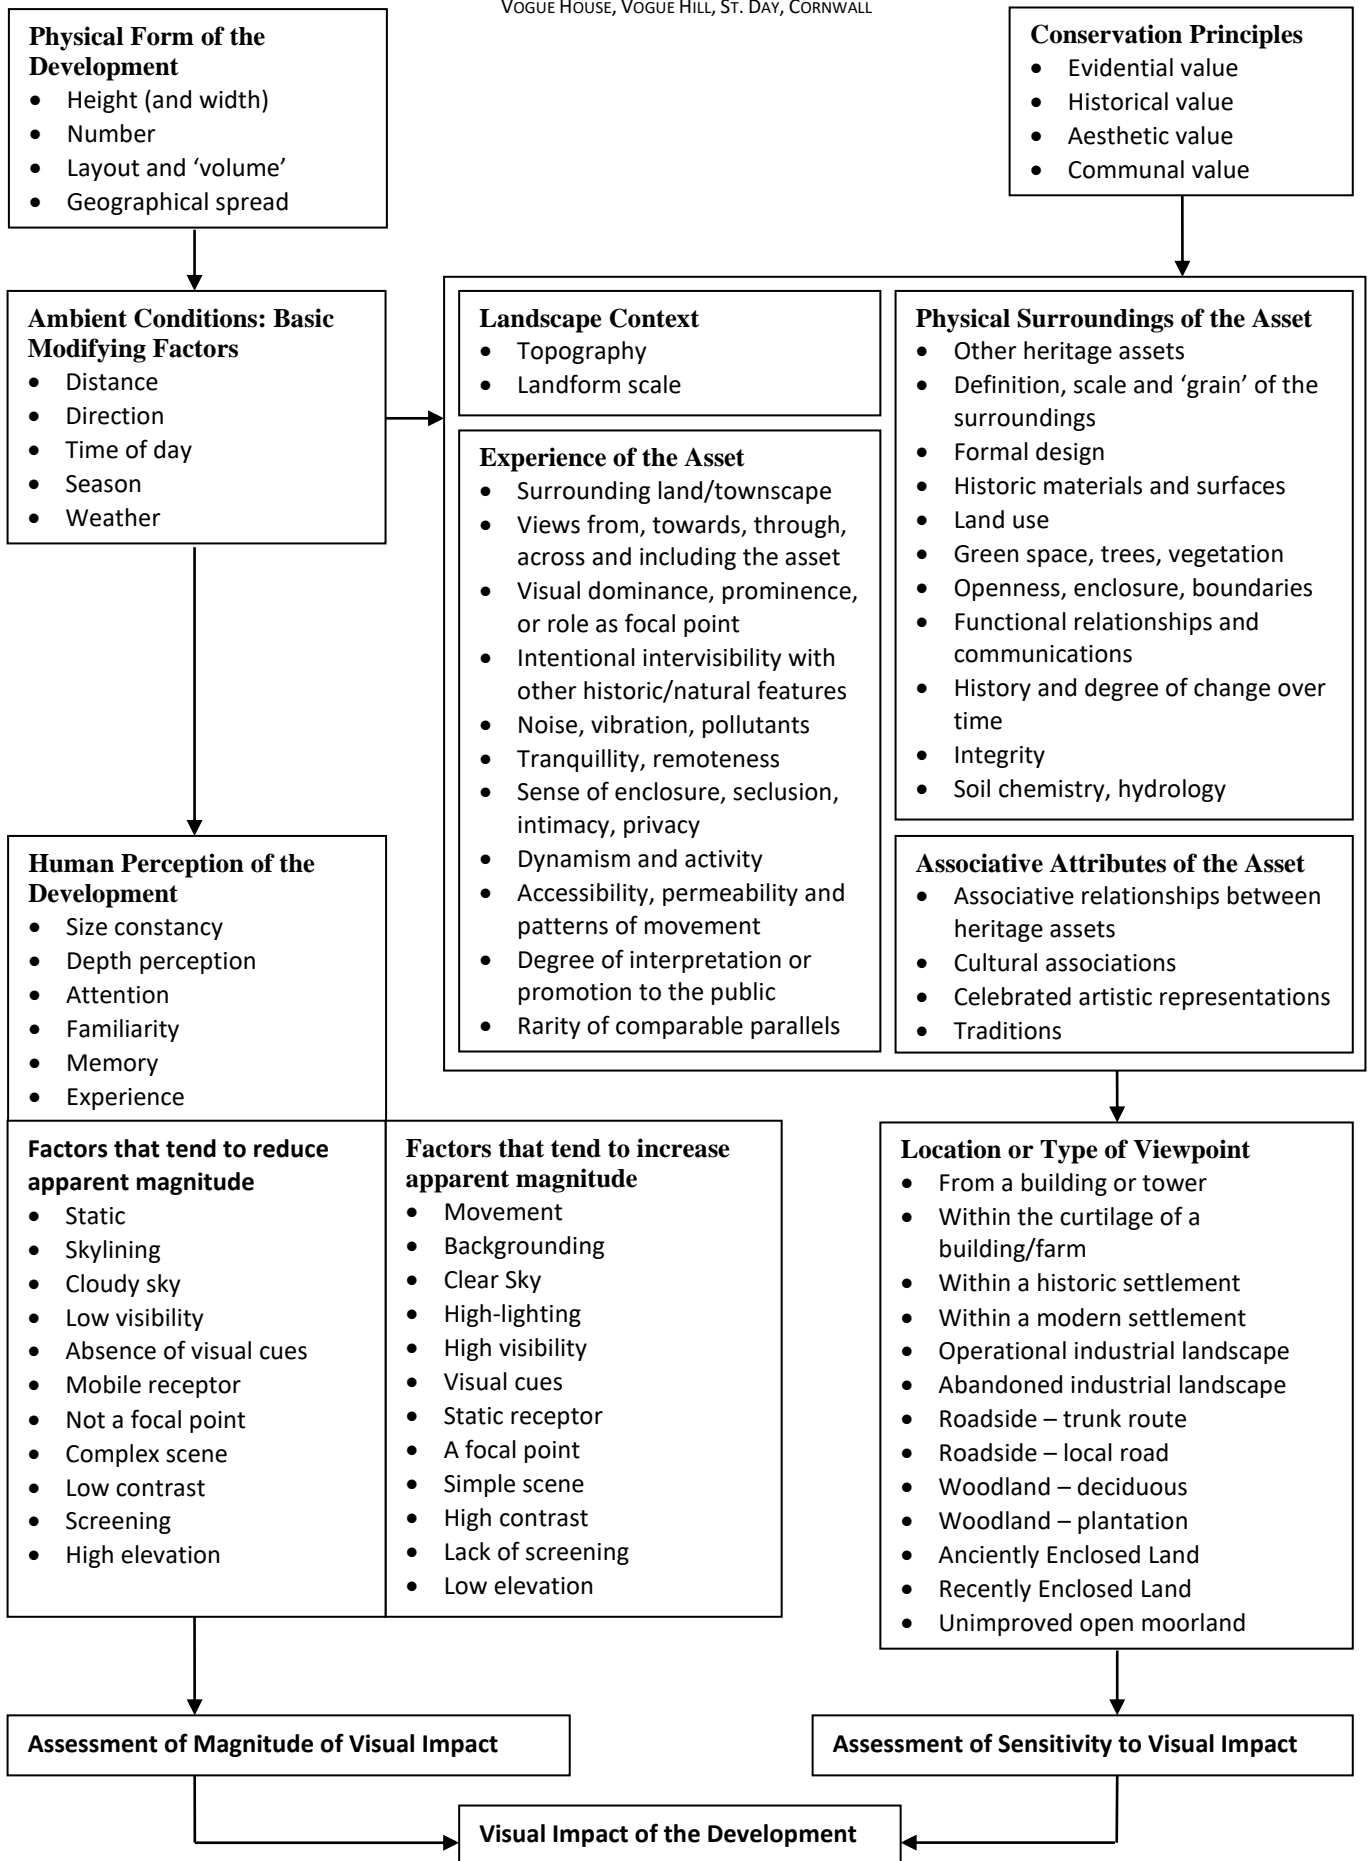 VOGUE HOUSE, VOGUE HILL, ST. DAY, CORNWALL
Physical Form of the
Development
• Height (and width)
• Number
• Layout and ‘volume’
• Geographical spread
Conservation Principles
• Evidential value
• Historical value
• Aesthetic value
• Communal value
Ambient Conditions: Basic
Modifying Factors
• Distance
• Direction
• Time of day
• Season
• Weather
Landscape Context
• Topography
• Landform scale
Experience of the Asset
• Surrounding land/townscape
• Views from, towards, through,
across and including the asset
• Visual dominance, prominence,
or role as focal point
• Intentional intervisibility with
other historic/natural features
• Noise, vibration, pollutants
• Tranquillity, remoteness
• Sense of enclosure, seclusion,
intimacy, privacy
• Dynamism and activity
• Accessibility, permeability and
patterns of movement
• Degree of interpretation or
promotion to the public
• Rarity of comparable parallels
Physical Surroundings of the Asset
• Other heritage assets
• Definition, scale and ‘grain’ of the
surroundings
• Formal design
• Historic materials and surfaces
• Land use
• Green space, trees, vegetation
• Openness, enclosure, boundaries
• Functional relationships and
communications
• History and degree of change over
time
• Integrity
• Soil chemistry, hydrology
Associative Attributes of the Asset
• Associative relationships between
heritage assets
• Cultural associations
• Celebrated artistic representations
• Traditions
Human Perception of the
Development
• Size constancy
• Depth perception
• Attention
• Familiarity
• Memory
• Experience
Factors that tend to reduce
apparent magnitude
• Static
• Skylining
• Cloudy sky
• Low visibility
• Absence of visual cues
• Mobile receptor
• Not a focal point
• Complex scene
• Low contrast
• Screening
• High elevation
Factors that tend to increase
apparent magnitude
• Movement
• Backgrounding
• Clear Sky
• High-lighting
• High visibility
• Visual cues
• Static receptor
• A focal point
• Simple scene
• High contrast
• Lack of screening
• Low elevation
Location or Type of Viewpoint
• From a building or tower
• Within the curtilage of a
building/farm
• Within a historic settlement
• Within a modern settlement
• Operational industrial landscape
• Abandoned industrial landscape
• Roadside – trunk route
• Roadside – local road
• Woodland – deciduous
• Woodland – plantation
• Anciently Enclosed Land
• Recently Enclosed Land
• Unimproved open moorland
Assessment of Magnitude of Visual Impact
Assessment of Sensitivity to Visual Impact
Visual Impact of the Development